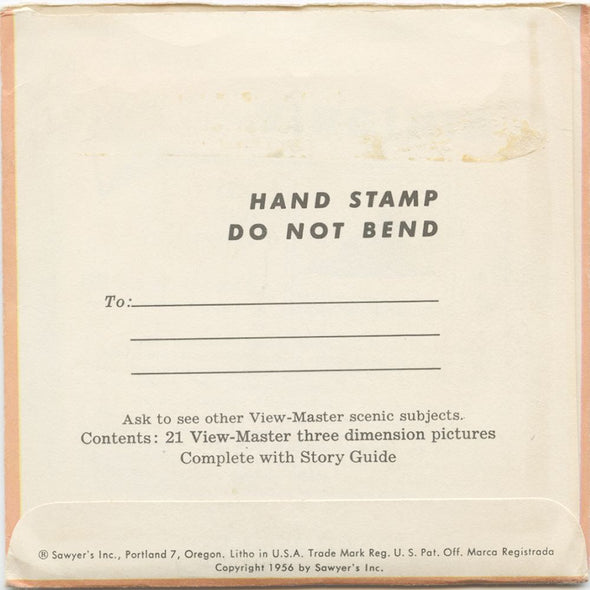 HAND STAMP
DO NOT BEND
To:
Ask to see other View-Master scenic subjects.
Contents: 21 View-Master three dimension pictures
Complete with Story Guide
® Sawyer's Inc., Portland 7, Oregon. Litho in U.S.A. Trade Mark Reg. U. S. Pat. Off. Marca Registrada
Copyright 1956 by Sawyer's Inc.